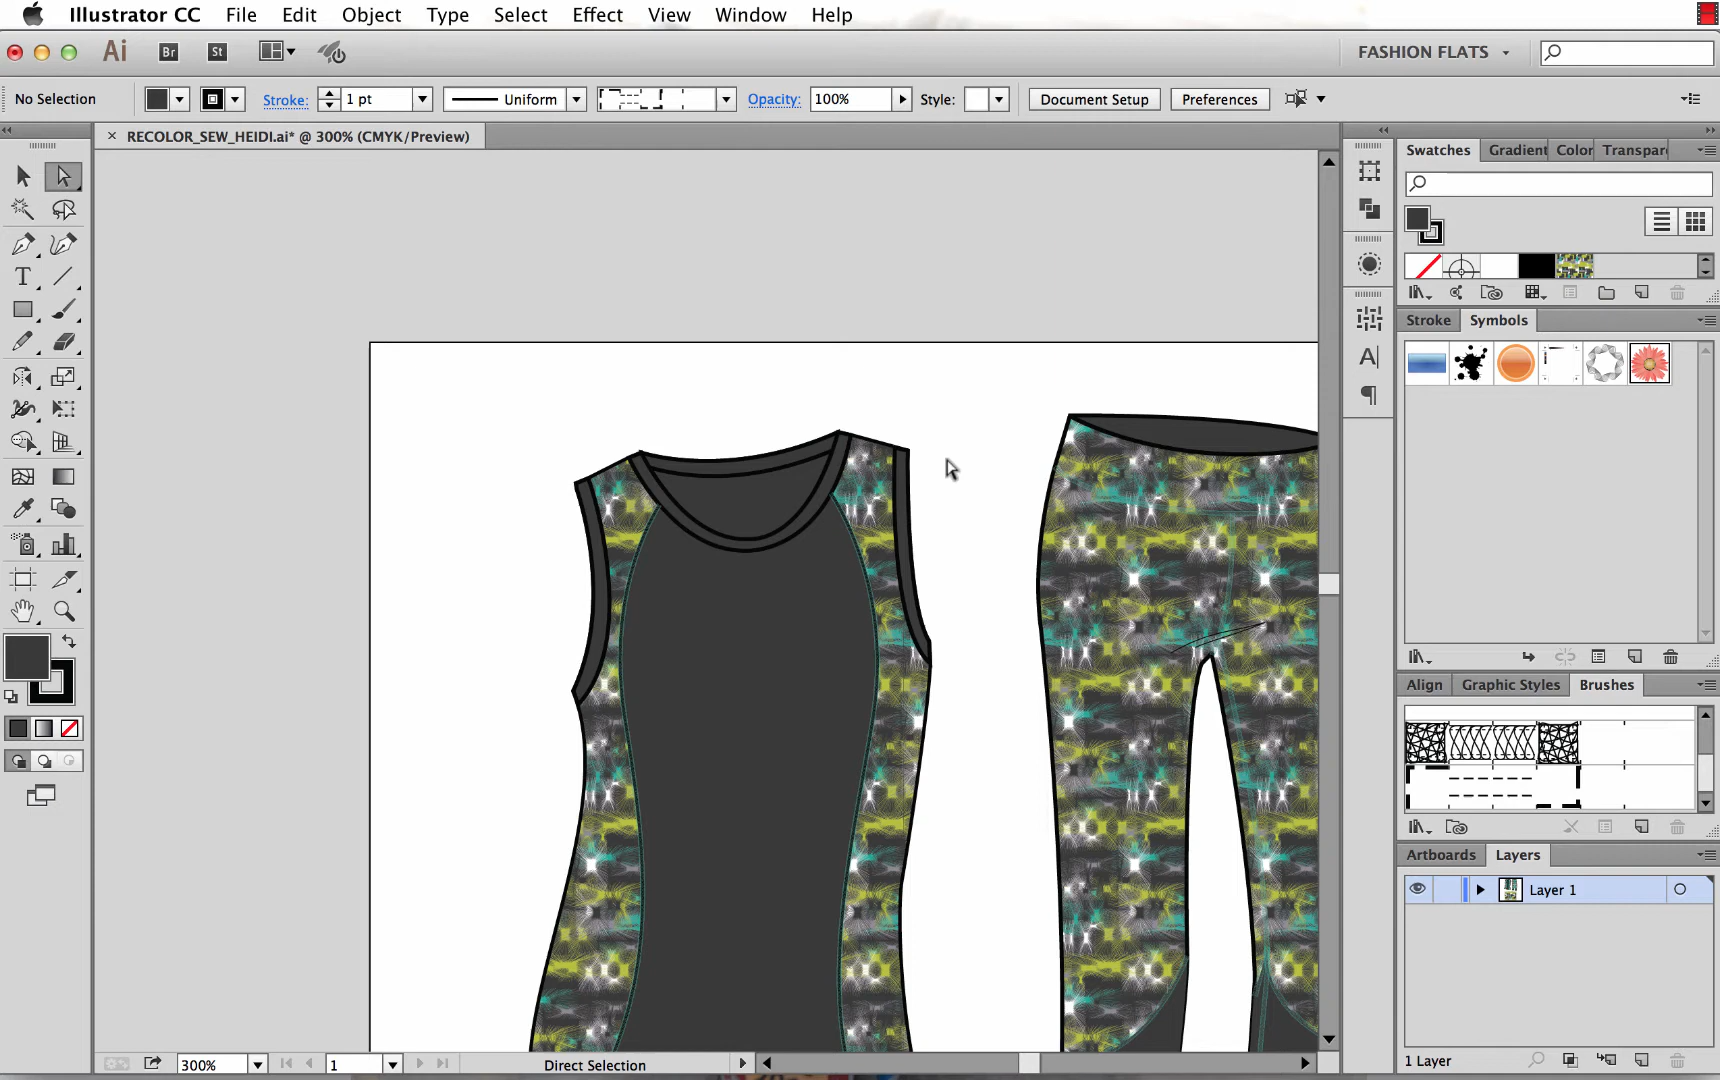 Illustrator CC File Edit Object Type Select Effect View Window Help
Ai Br St FASHION FLATS
No Selection Stroke: 1 pt Uniform Opacity: 100% Style: Document Setup Preferences
× RECOLOR_SEW_HEIDI.ai* @ 300% (CMYK/Preview)
Swatches Gradient Color Transpar
Stroke Symbols
Align Graphic Styles Brushes
Artboards Layers
Layer 1
300% 1 Direct Selection 1 Layer